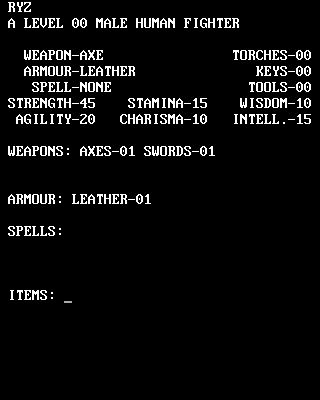 RYZ
A LEVEL 00 MALE HUMAN FIGHTER
WEAPON-AXE TORCHES-00
ARMOUR-LEATHER KEYS-00
SPELL-NONE TOOLS-00
STRENGTH-45 STAMINA-15 WISDOM-10
AGILITY-20 CHARISMA-10 INTELL.-15
WEAPONS: AXES-01 SWORDS-01
ARMOUR: LEATHER-01
SPELLS:
ITEMS: _